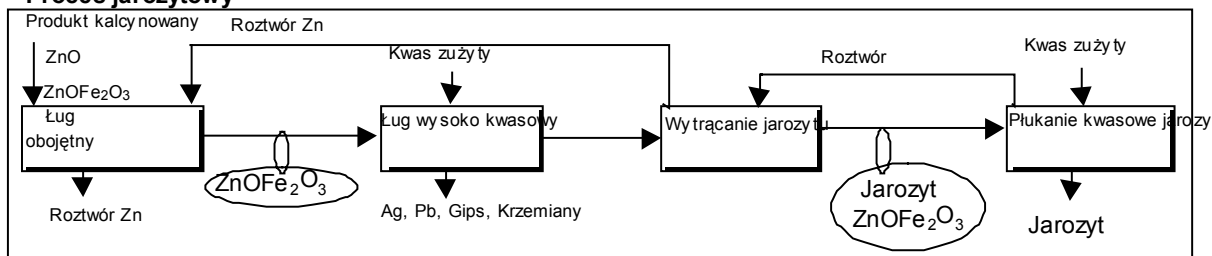 Proces jarozytowy
Produkt kalcynowany
Roztwór Zn
Kwas zużyty
Roztwór
Kwas zużyty
ZnO
ZnOFe₂O₃
Ług
obojętny
Ług wysoko kwasowy
Wytrącanie jarozytu
Płukanie kwasowe jarozy
ZnOFe₂O₃
Jarozyt
ZnOFe₂O₃
Roztwór Zn
Ag, Pb, Gips, Krzemiany
Jarozyt